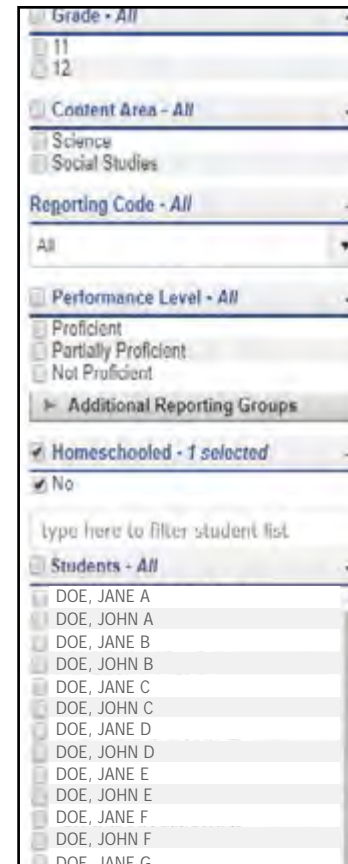 Grade - All
11
12
Content Area - All
Science
Social Studies
Reporting Code - All
All
Performance Level - All
Proficient
Partially Proficient
Not Proficient
Additional Reporting Groups
Homeschooled - 1 selected
No
type here to filter student list
Students - All
DOE, JANE A
DOE, JOHN A
DOE, JANE B
DOE, JOHN B
DOE, JANE C
DOE, JOHN C
DOE, JANE D
DOE, JOHN D
DOE, JANE E
DOE, JOHN E
DOE, JANE F
DOE, JOHN F
DOE, JANE G